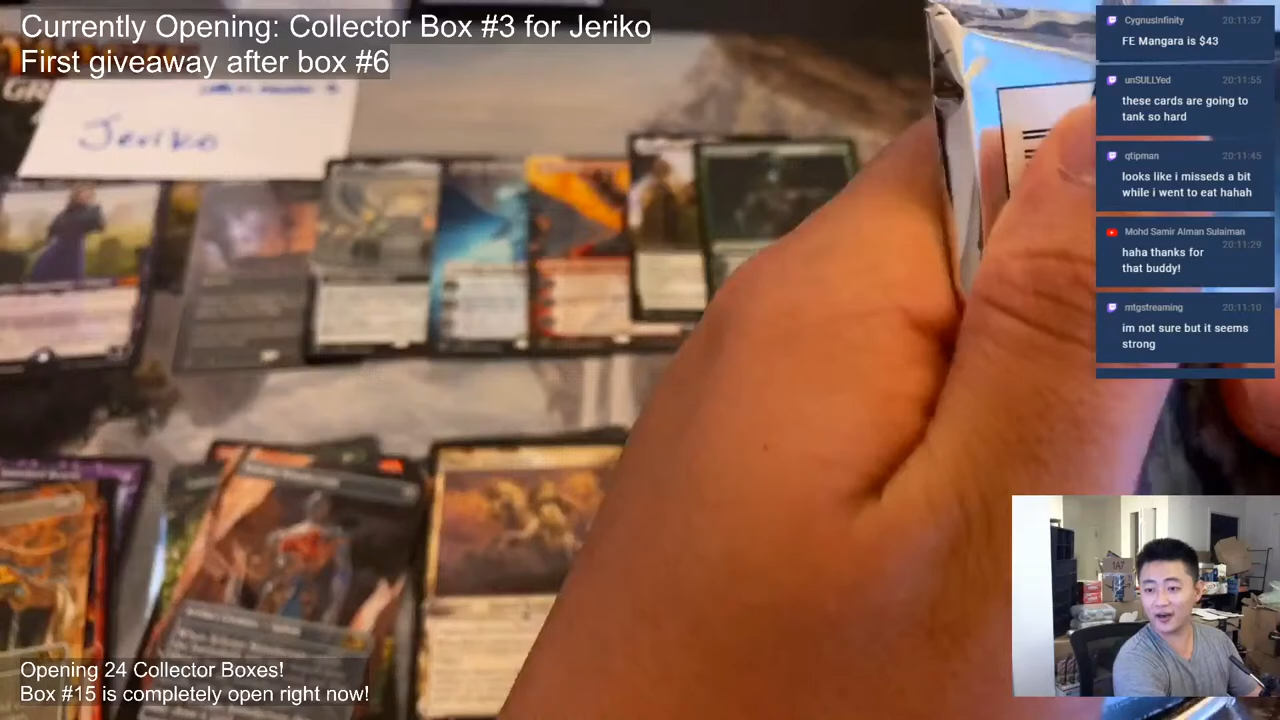 Currently Opening: Collector Box #3 for Jeriko
First giveaway after box #6
Jeriko
CygnusInfinity 20:11:57
FE Mangara is $43
unSULLYed 20:11:55
these cards are going to
tank so hard
qtipman 20:11:45
looks like i misseds a bit
while i went to eat hahah
Mohd Samir Alman Sulaiman
20:11:29
haha thanks for
that buddy!
mtgstreaming 20:11:10
im not sure but it seems
strong
1A7
Opening 24 Collector Boxes!
Box #15 is completely open right now!